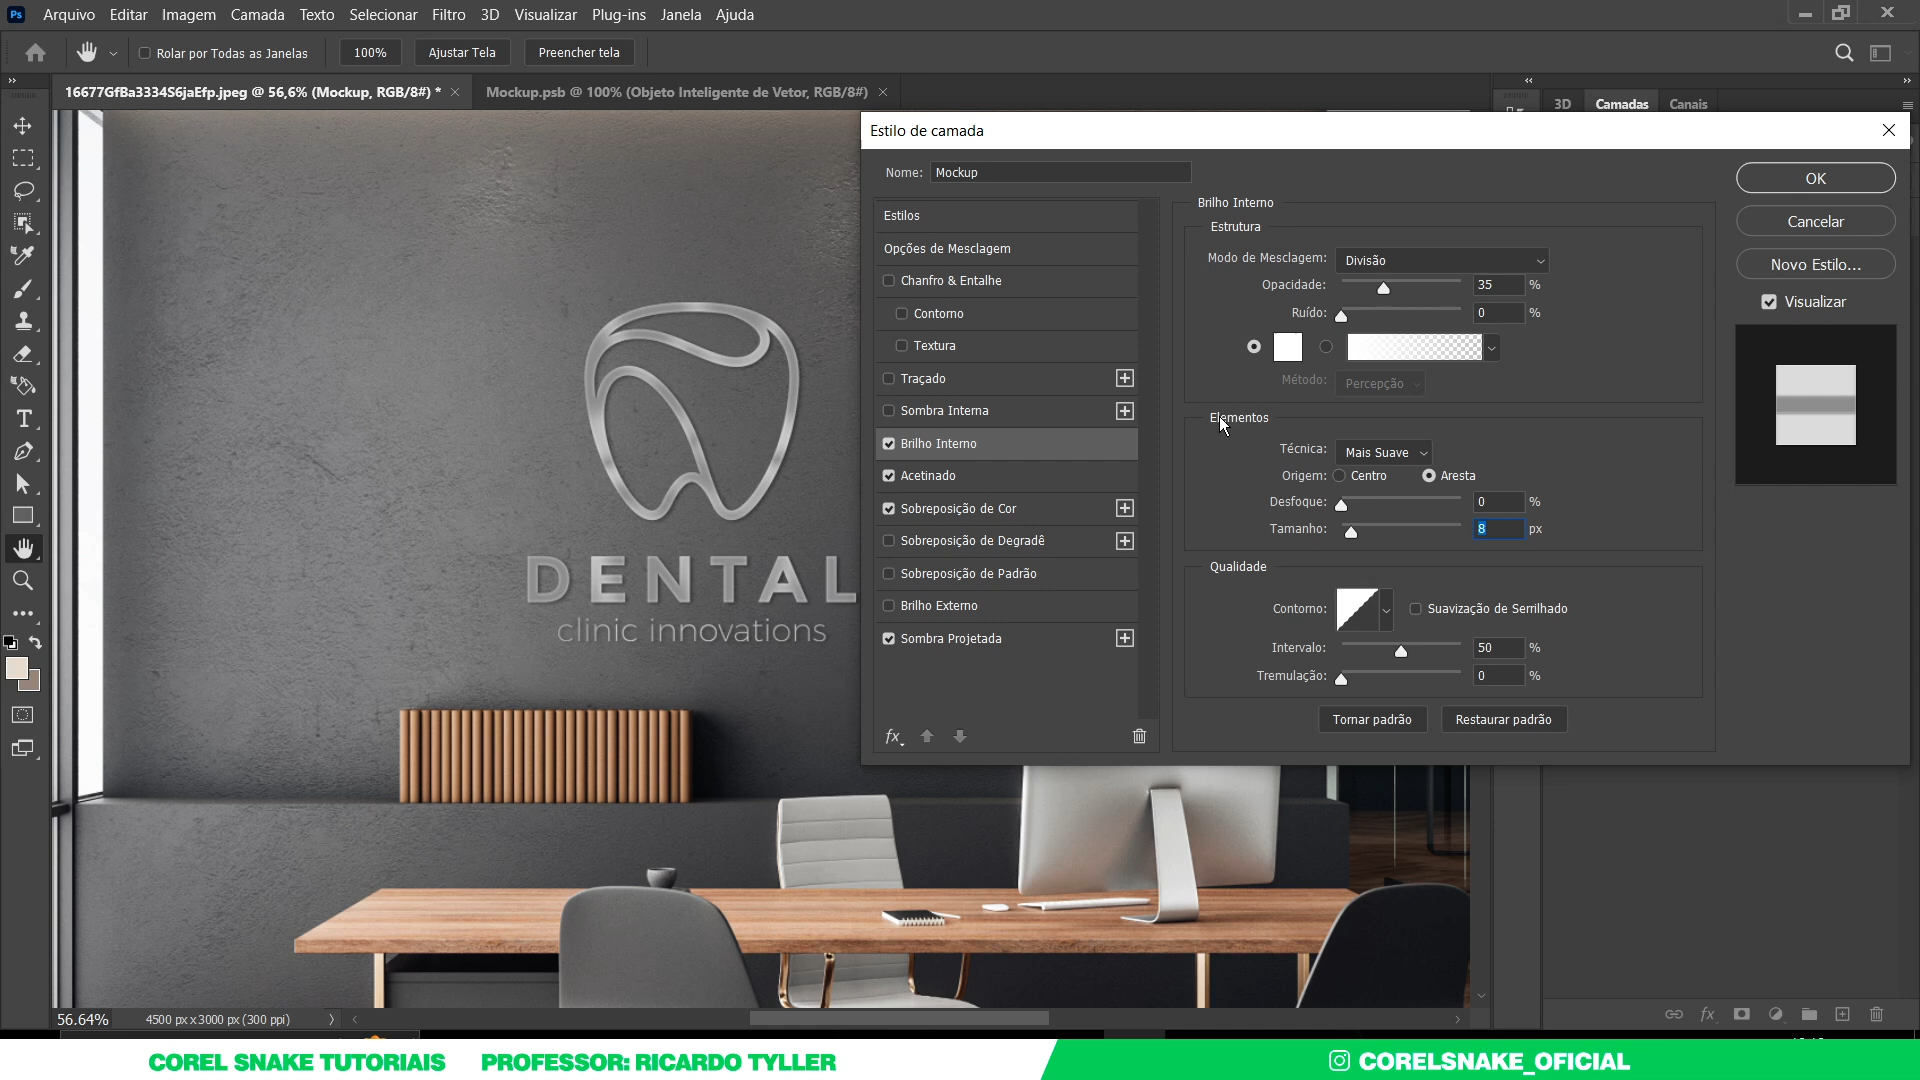 Ps Arquivo Editar Imagem Camada Texto Selecionar Filtro 3D Visualizar Plug-ins Janela Ajuda
Rolar por Todas as Janelas 100% Ajustar Tela Preencher tela
16677GfBa3334S6jaEfp.jpeg @ 56,6% (Mockup, RGB/8#) * Mockup.psb @ 100% (Objeto Inteligente de Vetor, RGB/8#)
3D Camadas Canais
Estilo de camada
Nome: Mockup
Estilos
Opções de Mesclagem
Chanfro & Entalhe
Contorno
Textura
Traçado
Sombra Interna
Brilho Interno
Acetinado
Sobreposição de Cor
Sobreposição de Degradê
Sobreposição de Padrão
Brilho Externo
Sombra Projetada
fx
Brilho Interno
Estrutura
Modo de Mesclagem: Divisão
Opacidade: 35 %
Ruído: 0 %
Método: Percepção
Elementos
Técnica: Mais Suave
Origem: Centro Aresta
Desfoque: 0 %
Tamanho: 8 px
Qualidade
Contorno: Suavização de Serrilhado
Intervalo: 50 %
Tremulação: 0 %
Tornar padrão Restaurar padrão
OK
Cancelar
Novo Estilo...
Visualizar
DENTAL
clinic innovations
56.64% 4500 px x 3000 px (300 ppi)
fx
COREL SNAKE TUTORIAIS PROFESSOR: RICARDO TYLLER CORELSNAKE_OFICIAL